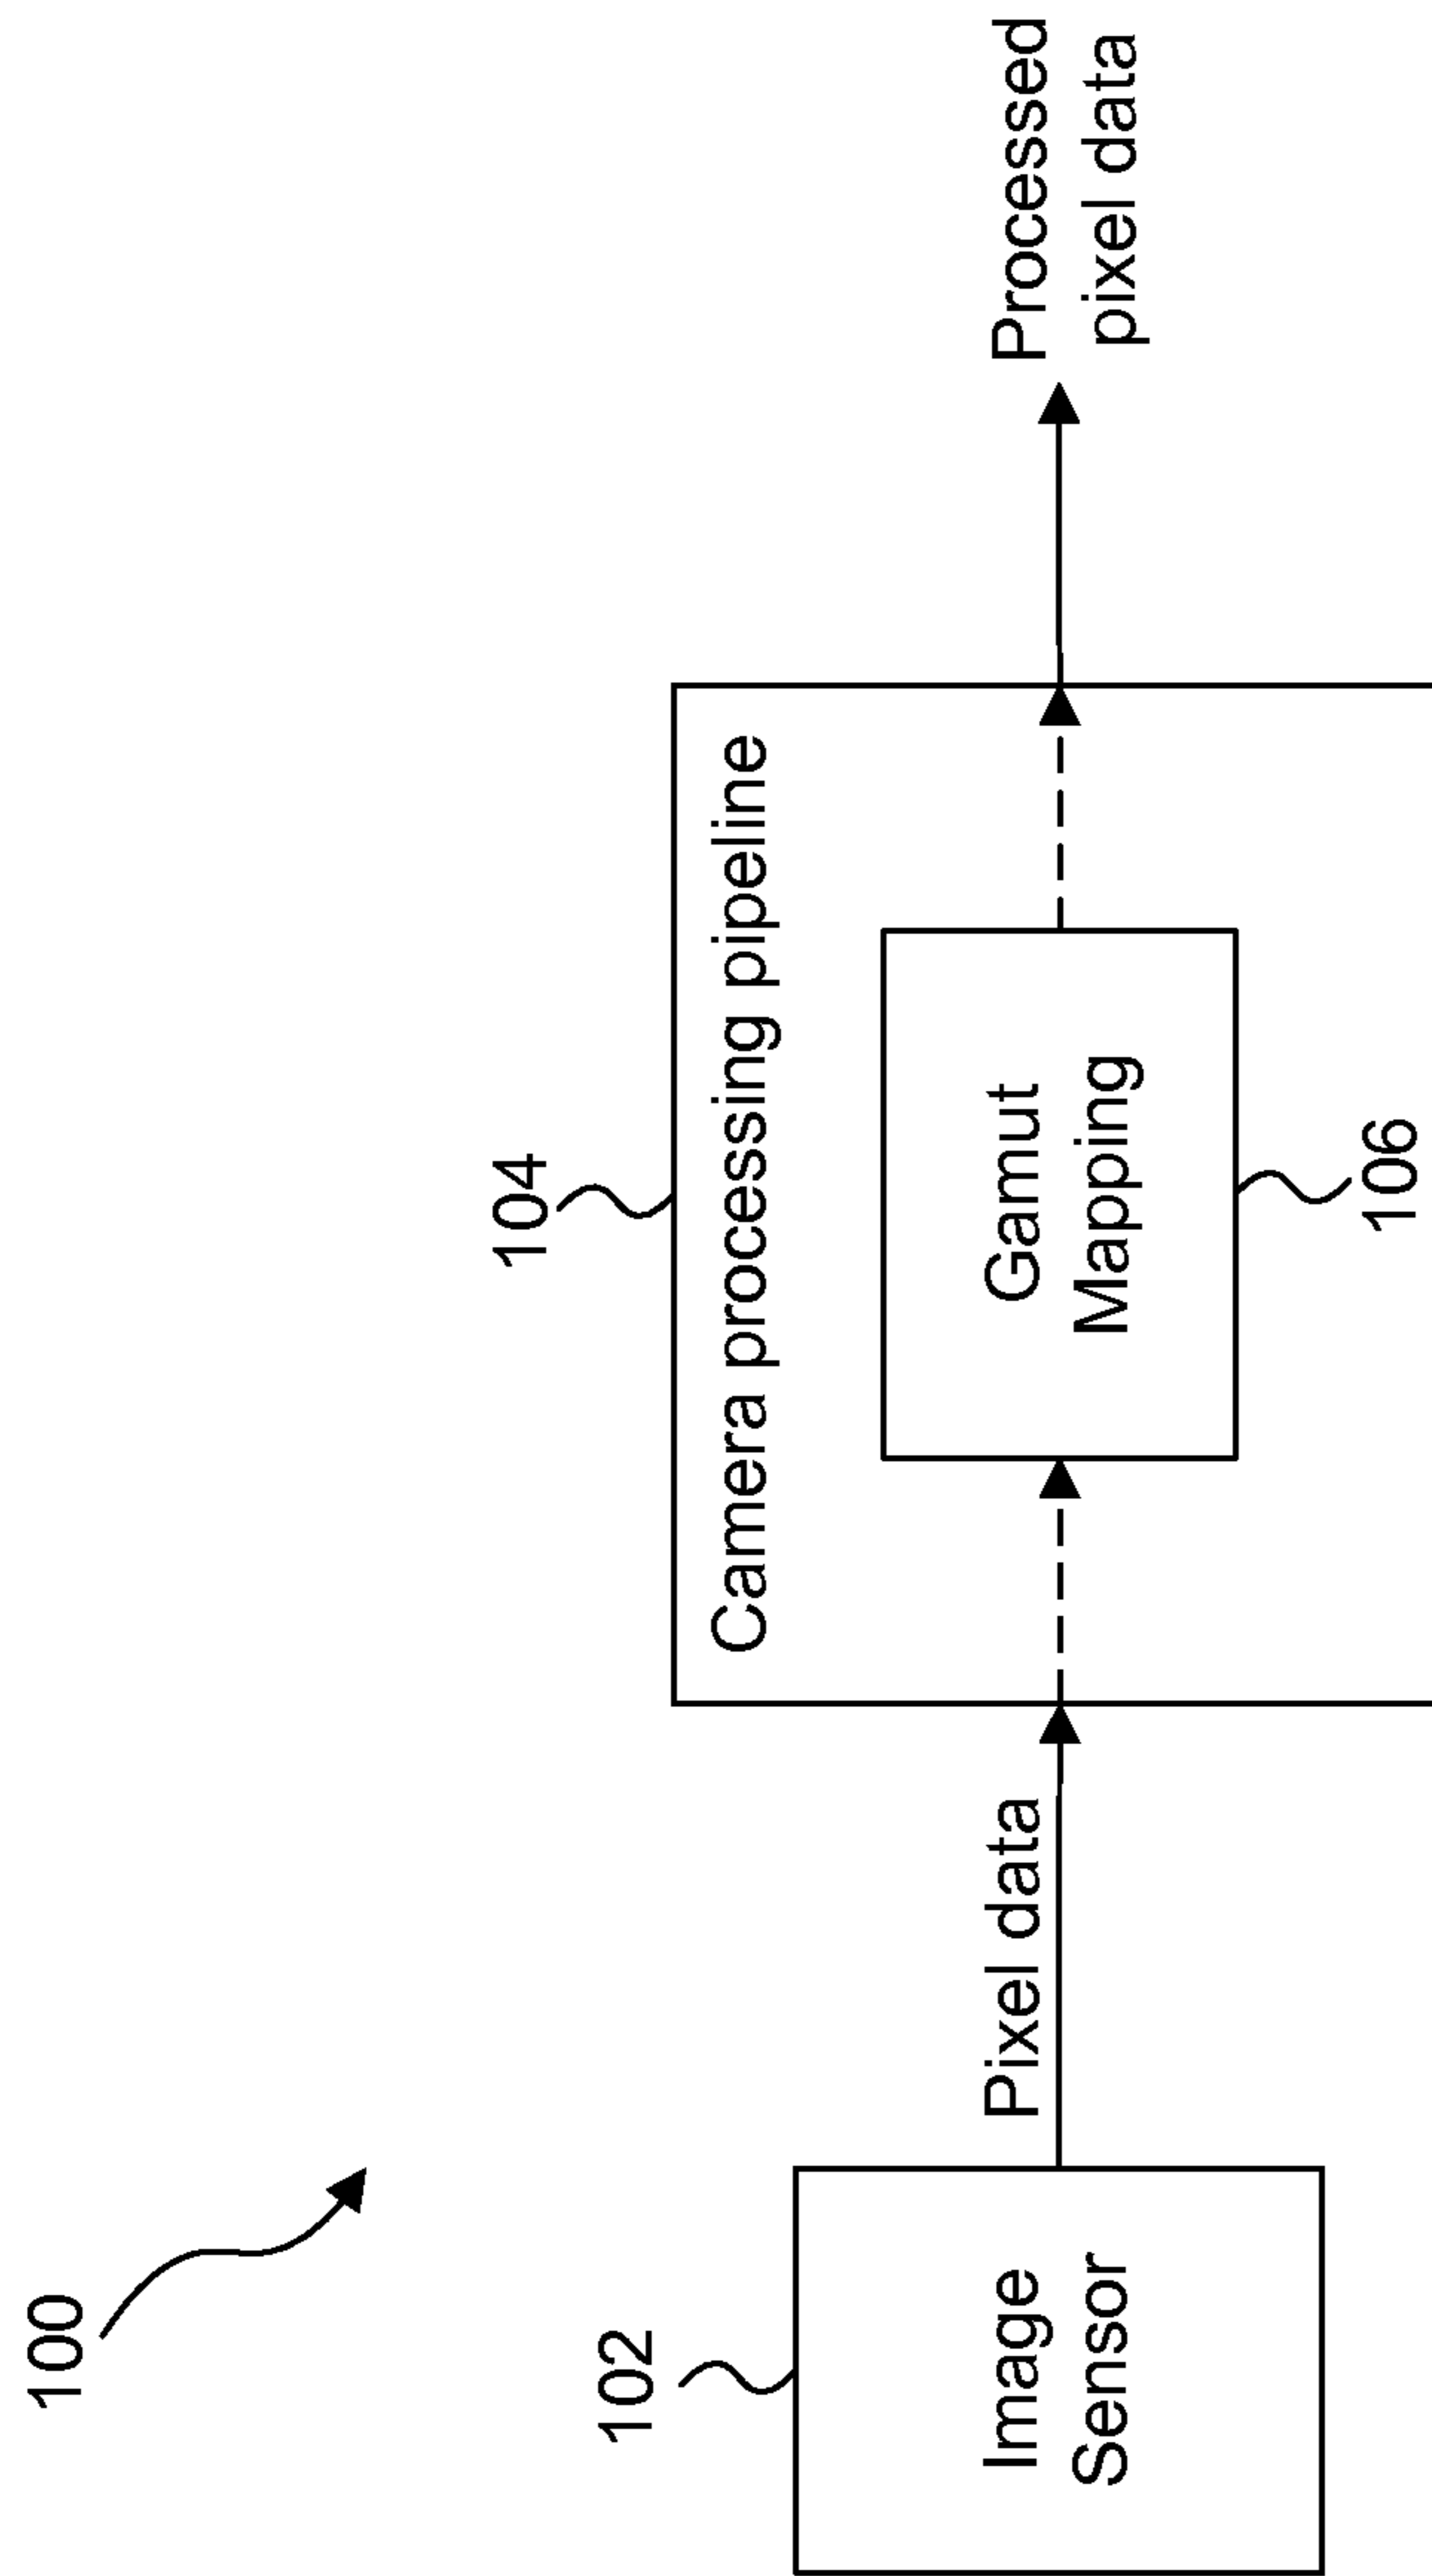 100
104
102
Camera processing pipeline
Image
Sensor
Pixel data
Gamut
Mapping
Processed
pixel data
106